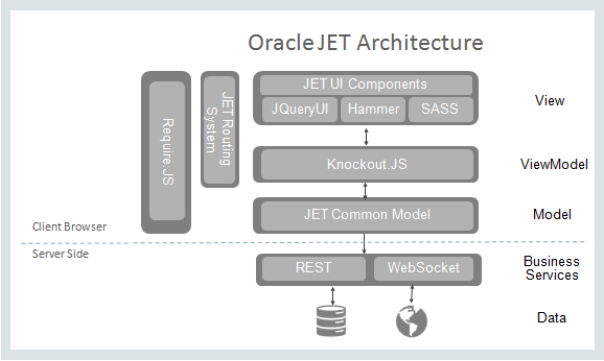 Oracle JET Architecture
Require.JS
JET Routing
System
JET UI Components
JQueryUI
Hammer
SASS
View
Knockout.JS
ViewModel
JET Common Model
Model
Client Browser
Server Side
REST
WebSocket
Business
Services
Data